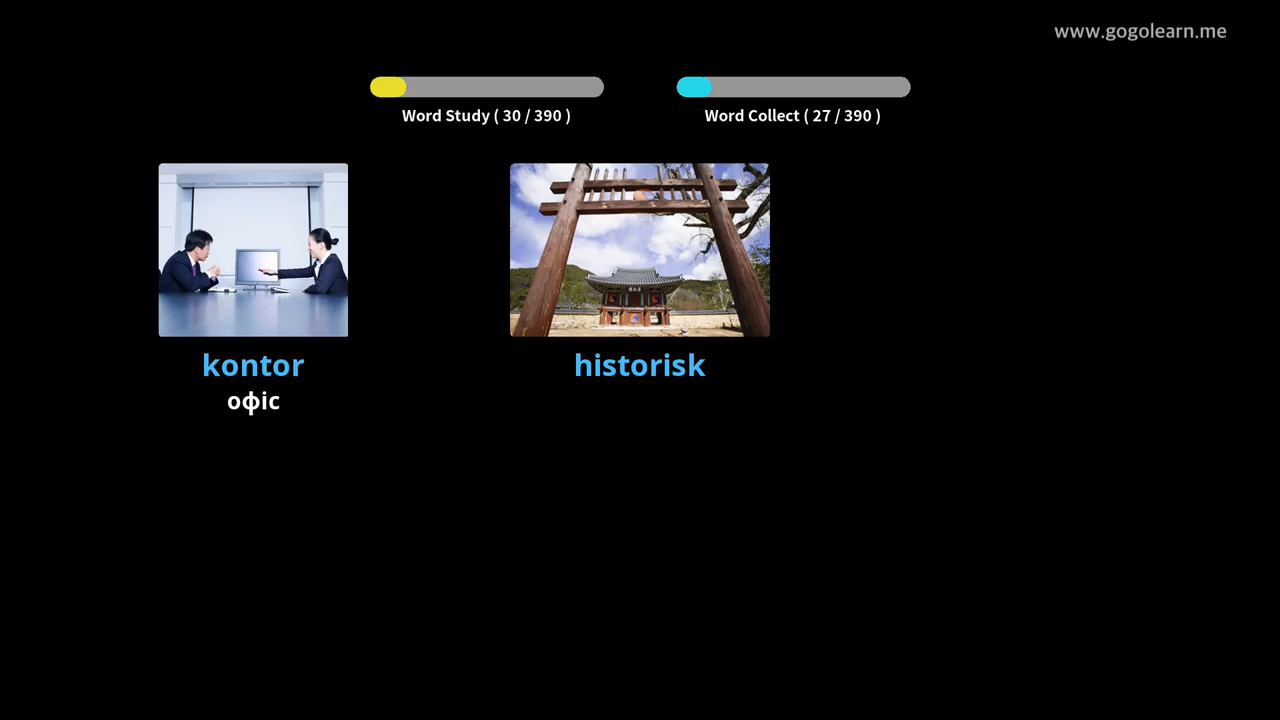 www.gogolearn.me
Word Study ( 30 / 390 )
Word Collect ( 27 / 390 )
kontor
офіс
historisk